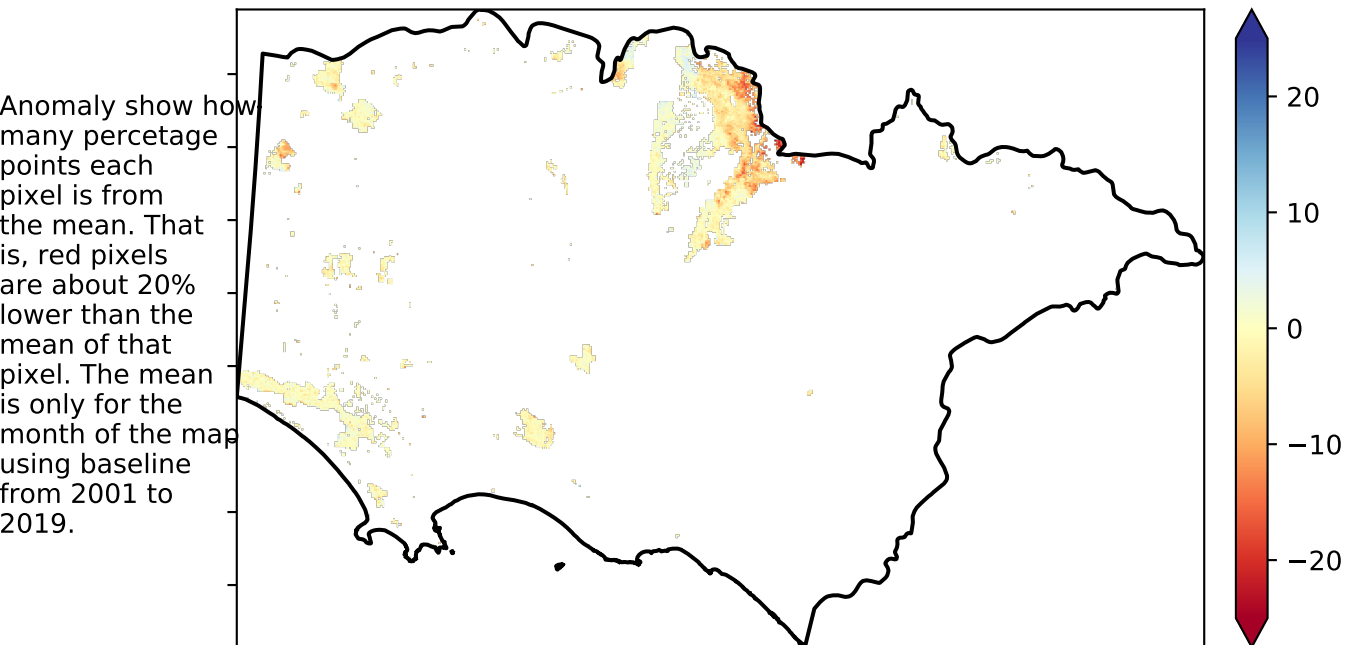 Anomaly show how
many percetage
points each
pixel is from
the mean. That
is, red pixels
are about 20%
lower than the
mean of that
pixel. The mean
is only for the
month of the map
using baseline
from 2001 to
2019.
20
10
0
−10
−20